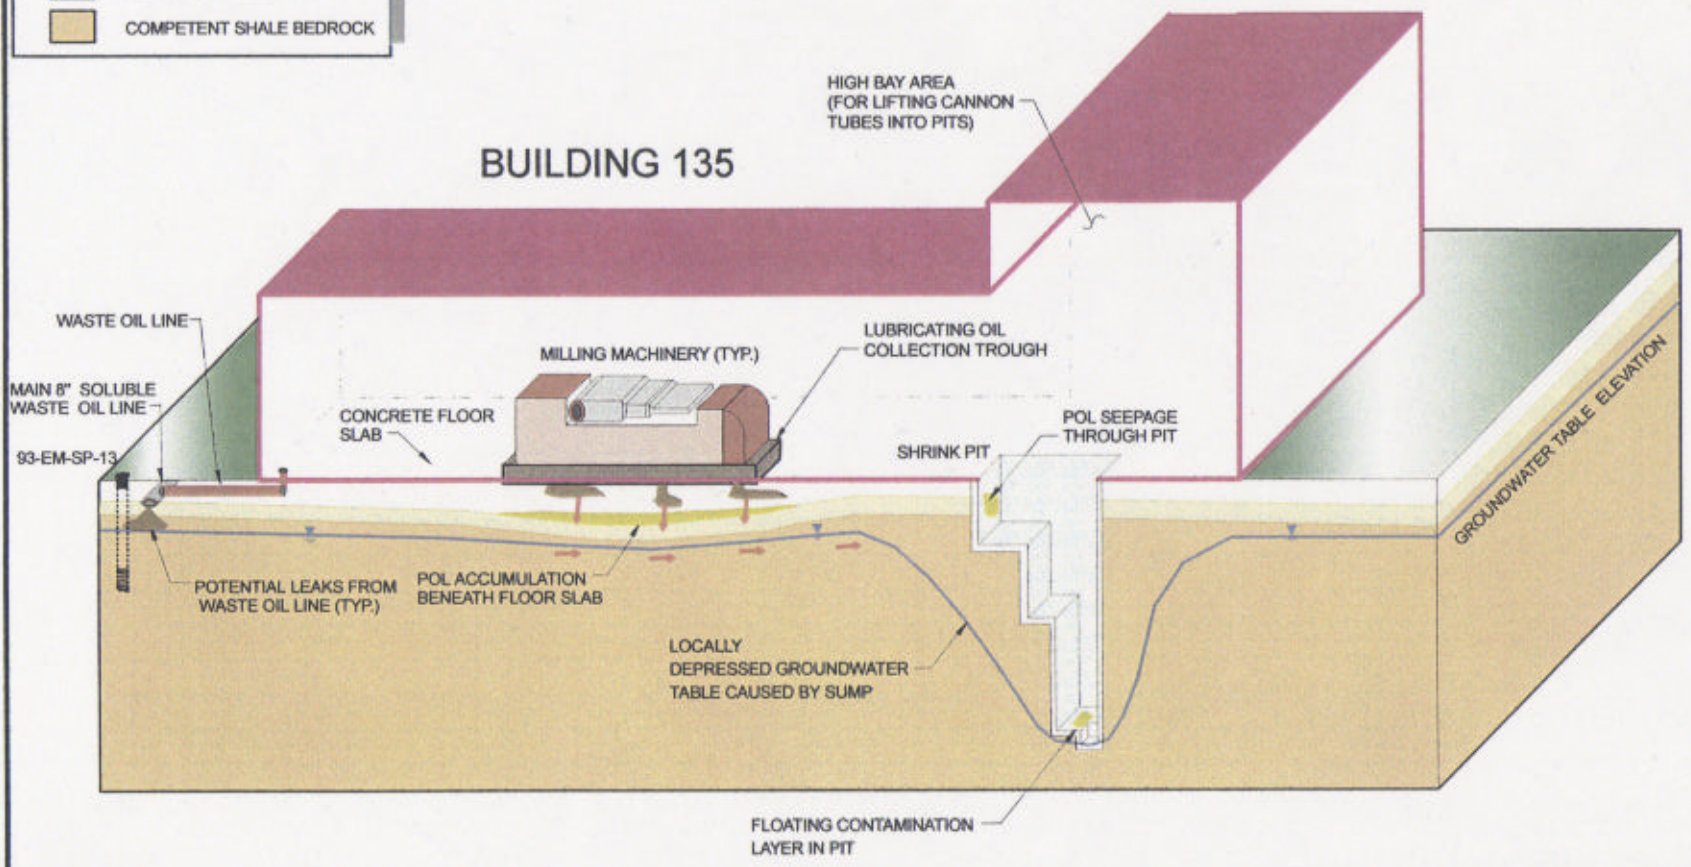 COMPETENT SHALE BEDROCK
HIGH BAY AREA
(FOR LIFTING CANNON
TUBES INTO PITS)
BUILDING 135
WASTE OIL LINE
MILLING MACHINERY (TYP.)
LUBRICATING OIL
COLLECTION TROUGH
MAIN 8" SOLUBLE
WASTE OIL LINE
CONCRETE FLOOR
SLAB
POL SEEPAGE
THROUGH PIT
93-EM-SP-13
SHRINK PIT
GROUNDWATER TABLE ELEVATION
POTENTIAL LEAKS FROM
WASTE OIL LINE (TYP.)
POL ACCUMULATION
BENEATH FLOOR SLAB
LOCALLY
DEPRESSED GROUNDWATER
TABLE CAUSED BY SUMP
FLOATING CONTAMINATION
LAYER IN PIT